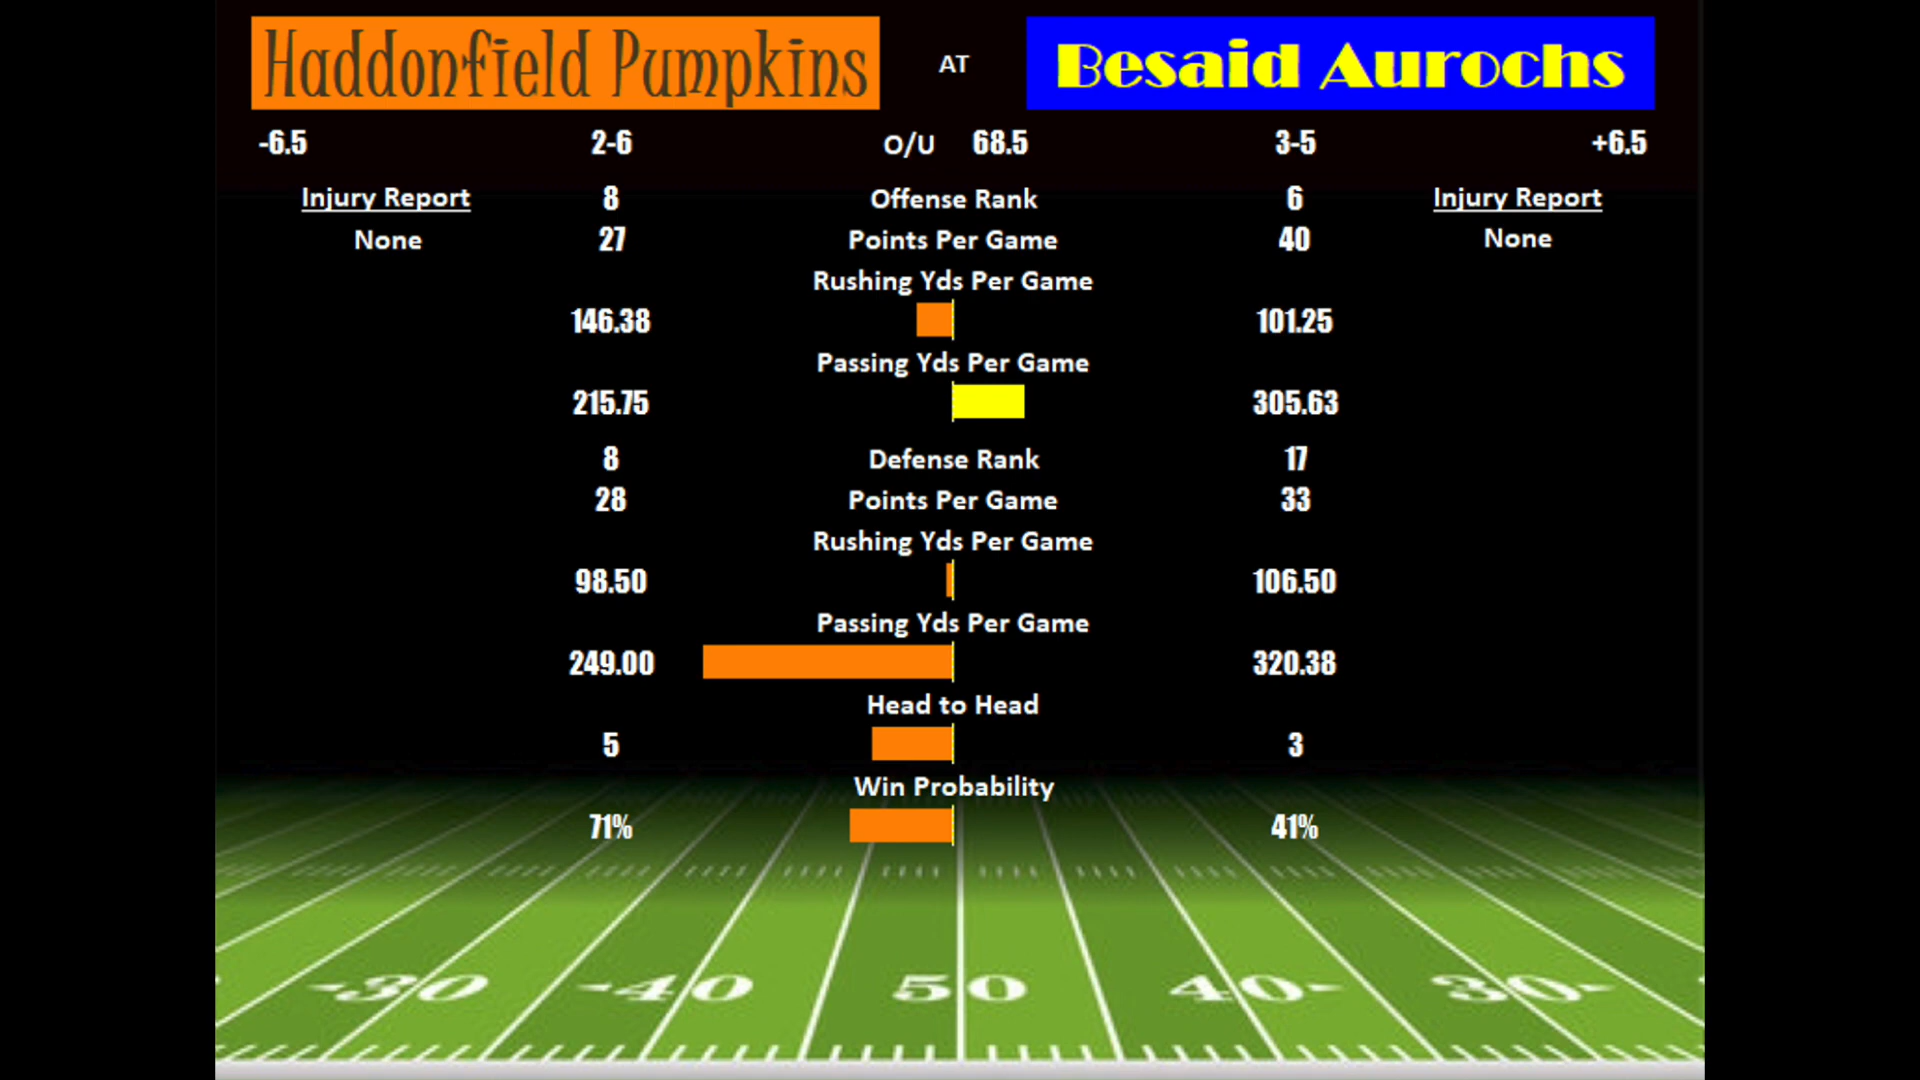 Haddonfield Pumpkins AT Besaid Aurochs
-6.5 2-6 O/U 68.5 3-5 +6.5
Injury Report 8 Offense Rank 6 Injury Report
None 27 Points Per Game 40 None
Rushing Yds Per Game
146.38 101.25
Passing Yds Per Game
215.75 305.63
8 Defense Rank 17
28 Points Per Game 33
Rushing Yds Per Game
98.50 106.50
Passing Yds Per Game
249.00 320.38
Head to Head
5 3
Win Probability
71% 41%
-30 -40 50 40- 30-